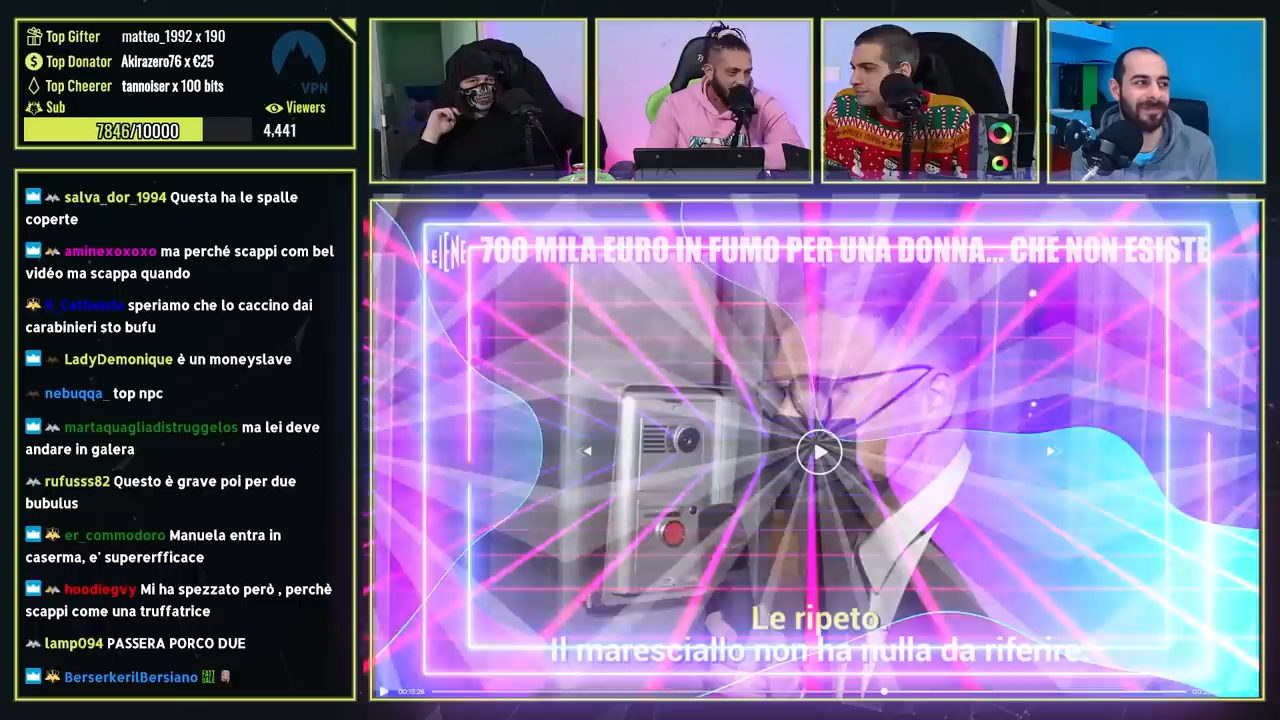 Top Gifter matteo_1992 x 190
Top Donator Akirazero76 x €25
Top Cheerer tannoiser x 100 bits
VPN
Sub
Viewers
7846/10000
4,441
salva_dor_1994 Questa ha le spalle
coperte
aminexoxoxo ma perché scappi com bel
vidéo ma scappa quando
Il_Cattivista speriamo che lo caccino dai
carabinieri sto bufu
LadyDemonique è un moneyslave
nebuqqa_ top npc
martaquagliadistruggelos ma lei deve
andare in galera
rufusss82 Questo è grave poi per due
bubulus
er_commodoro Manuela entra in
caserma, e' supererfficace
hoodiegvy Mi ha spezzato però , perchè
scappi come una truffatrice
lamp094 PASSERA PORCO DUE
BerserkerilBersiano
LE IENE 700 MILA EURO IN FUMO PER UNA DONNA... CHE NON ESISTE
Le ripeto
Il maresciallo non ha nulla da riferire
00:15:26